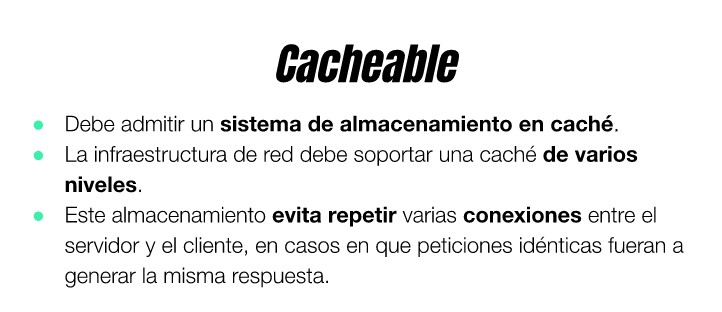 Cacheable
Debe admitir un sistema de almacenamiento en caché.
La infraestructura de red debe soportar una caché de varios
niveles.
Este almacenamiento evita repetir varias conexiones entre el
servidor y el cliente, en casos en que peticiones idénticas fueran a
generar la misma respuesta.